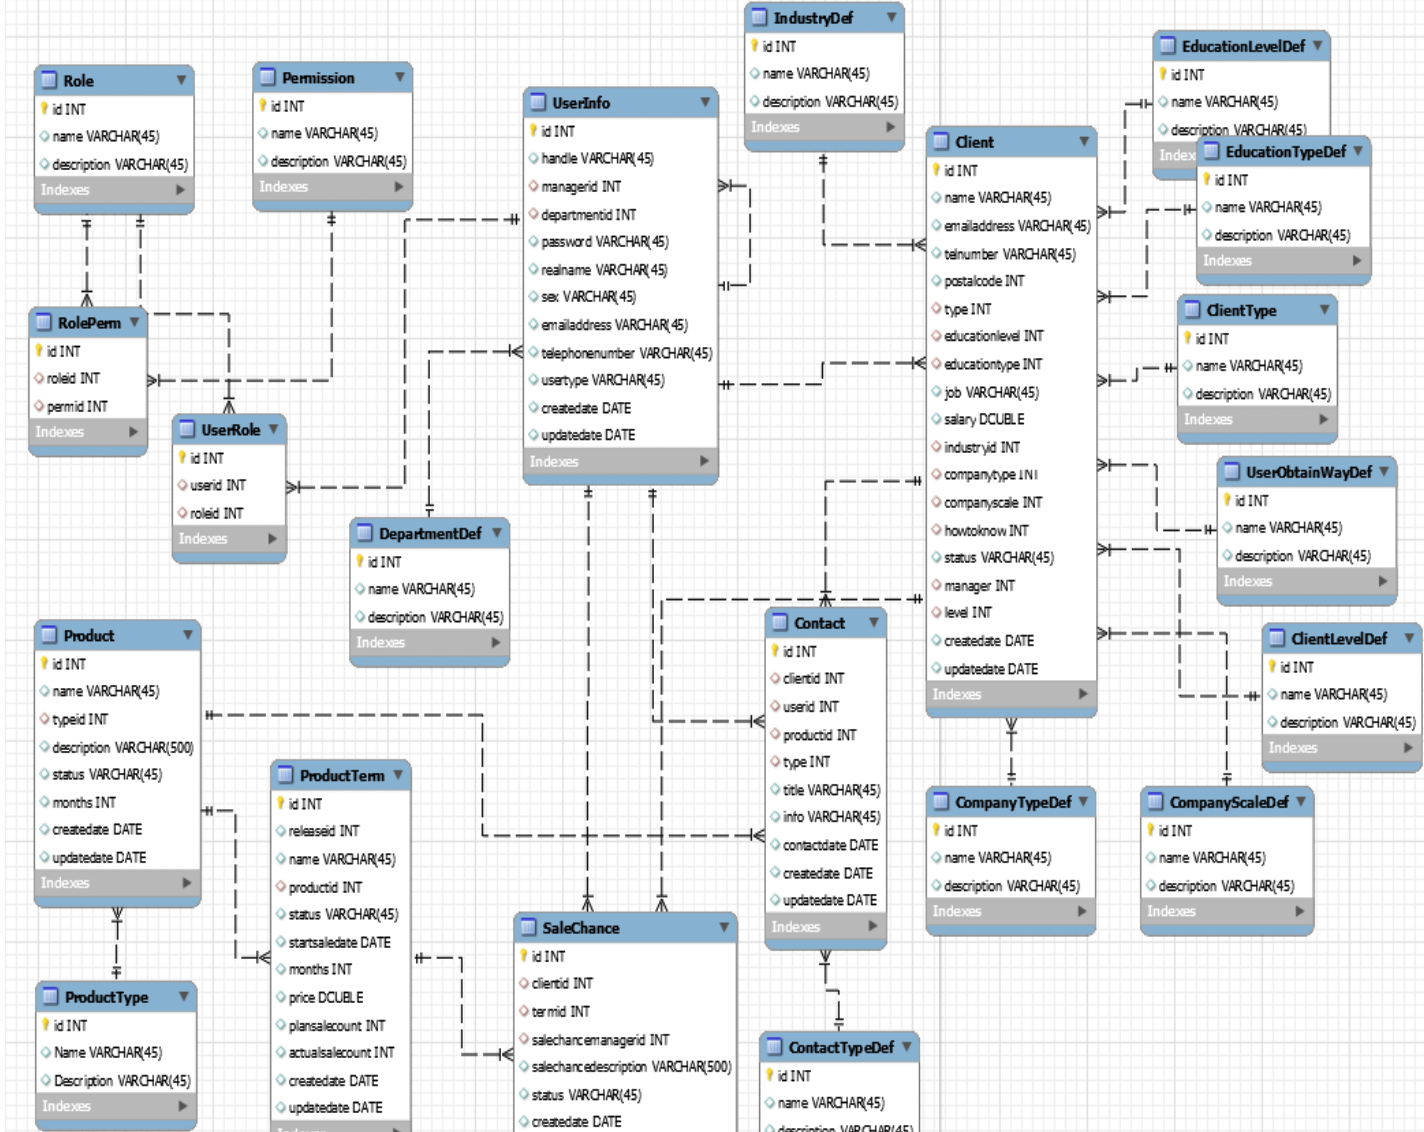 IndustryDef
id INT
name VARCHAR(45)
description VARCHAR(45)
Indexes
EducationLevelDef
id INT
name VARCHAR(45)
description VARCHAR(45)
EducationTypeDef
id INT
name VARCHAR(45)
description VARCHAR(45)
Indexes
Role
id INT
name VARCHAR(45)
description VARCHAR(45)
Indexes
Permission
id INT
name VARCHAR(45)
description VARCHAR(45)
Indexes
UserInfo
id INT
handle VARCHAR(45)
managerid INT
departmentid INT
password VARCHAR(45)
realname VARCHAR(45)
sex VARCHAR(45)
emailaddress VARCHAR(45)
telephonenumber VARCHAR(45)
usertype VARCHAR(45)
createdate DATE
updatedate DATE
Indexes
Client
id INT
name VARCHAR(45)
emailaddress VARCHAR(45)
telnumber VARCHAR(45)
postalcode INT
type INT
educationlevel INT
educationtype INT
job VARCHAR(45)
salary DOUBLE
industryid INT
companytype INT
companyscale INT
howtoknow INT
status VARCHAR(45)
manager INT
level INT
createdate DATE
updatedate DATE
Indexes
ClientType
id INT
name VARCHAR(45)
description VARCHAR(45)
Indexes
RolePerm
id INT
roleid INT
permid INT
Indexes
UserRole
id INT
userid INT
roleid INT
Indexes
UserObtainWayDef
id INT
name VARCHAR(45)
description VARCHAR(45)
Indexes
DepartmentDef
id INT
name VARCHAR(45)
description VARCHAR(45)
Indexes
Product
id INT
name VARCHAR(45)
typeid INT
description VARCHAR(500)
status VARCHAR(45)
months INT
createdate DATE
updatedate DATE
Indexes
Contact
id INT
clientid INT
userid INT
productid INT
type INT
title VARCHAR(45)
info VARCHAR(45)
contactdate DATE
createdate DATE
updatedate DATE
Indexes
ClientLevelDef
id INT
name VARCHAR(45)
description VARCHAR(45)
Indexes
ProductTerm
id INT
releaseid INT
name VARCHAR(45)
productid INT
status VARCHAR(45)
startsaledate DATE
months INT
price DOUBLE
plansalecount INT
actualsalecount INT
createdate DATE
updatedate DATE
CompanyTypeDef
id INT
name VARCHAR(45)
description VARCHAR(45)
Indexes
CompanyScaleDef
id INT
name VARCHAR(45)
description VARCHAR(45)
Indexes
SaleChance
id INT
clientid INT
termid INT
salechancemanagerid INT
salechancedescription VARCHAR(500)
status VARCHAR(45)
createdate DATE
ProductType
id INT
Name VARCHAR(45)
Description VARCHAR(45)
Indexes
ContactTypeDef
id INT
name VARCHAR(45)
description VARCHAR(45)